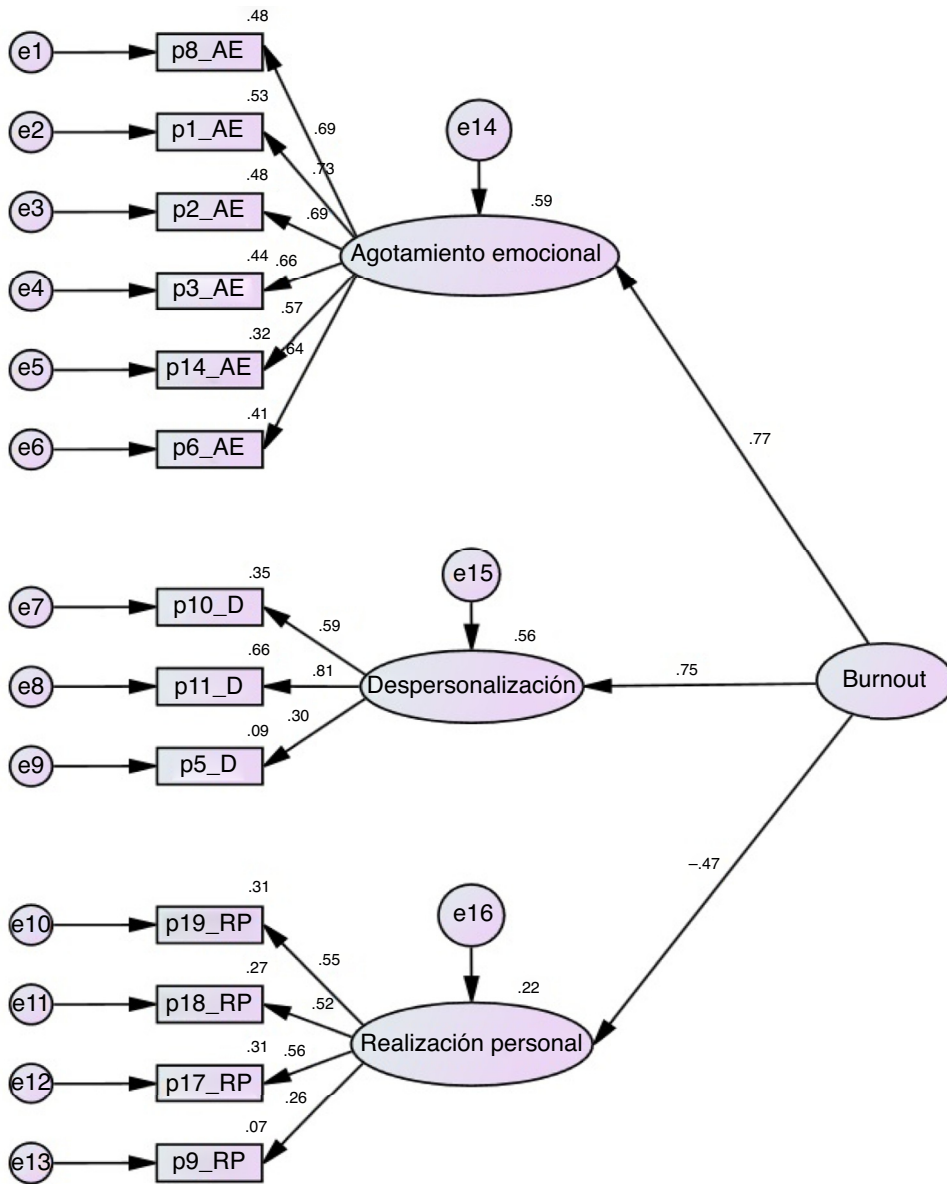 .48
e1
p8_AE
.69
.53
e2
p1_AE
e14
.73
.48
e3
p2_AE
.69
.59
Agotamiento emocional
.44
.66
e4
p3_AE
.57
.32
.64
e5
p14_AE
.41
e6
p6_AE
.77
.35
e7
p10_D
e15
.59
.56
.66
e8
p11_D
.81
Despersonalización
.75
Burnout
.30
.09
e9
p5_D
–.47
.31
e10
p19_RP
e16
.55
.22
.27
e11
p18_RP
.52
Realización personal
.31
.56
e12
p17_RP
.26
.07
e13
p9_RP